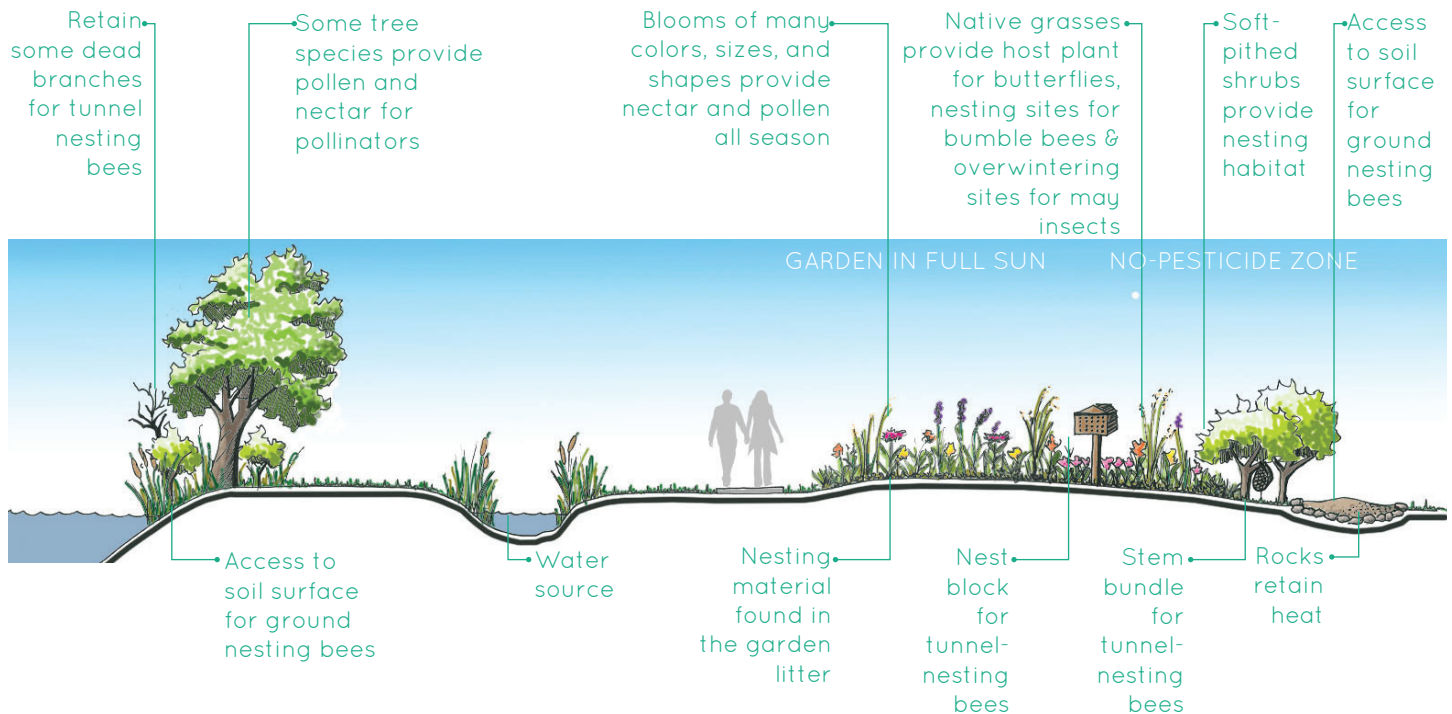 Retain
some dead
branches
for tunnel
nesting
bees
Some tree
species provide
pollen and
nectar for
pollinators
Blooms of many
colors, sizes, and
shapes provide
nectar and pollen
all season
Native grasses
provide host plant
for butterflies,
nesting sites for
bumble bees &
overwintering
sites for may
insects
Soft-
pithed
shrubs
provide
nesting
habitat
Access
to soil
surface
for
ground
nesting
bees
GARDEN IN FULL SUN
NO-PESTICIDE ZONE
Access to
soil surface
for ground
nesting bees
Water
source
Nesting
material
found in
the garden
litter
Nest
block
for
tunnel-
nesting
bees
Stem
bundle
for
tunnel-
nesting
bees
Rocks
retain
heat